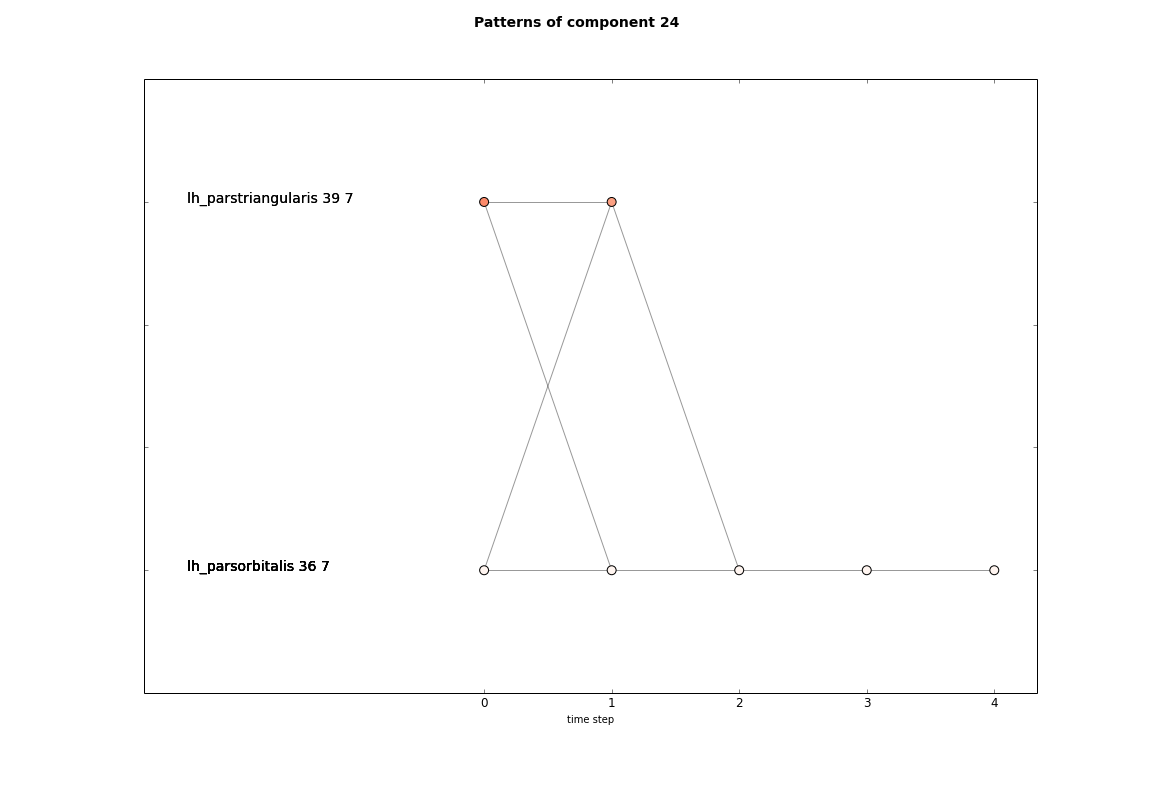 Patterns of component 24
lh_parstriangularis 39 7
lh_parsorbitalis 36 7
0 1 2 3 4
time step